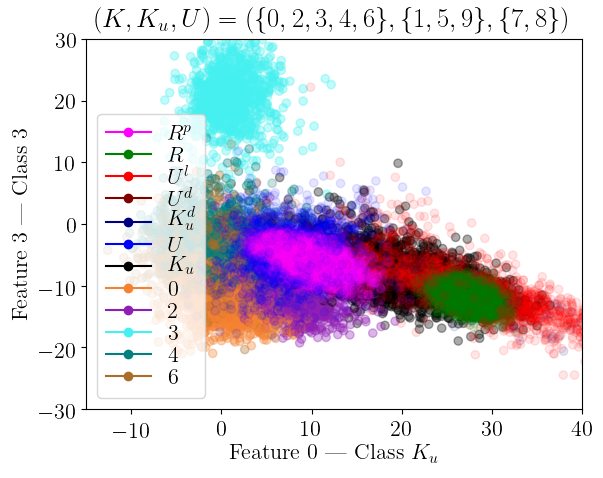 (K, K_u, U) = ({0, 2, 3, 4, 6}, {1, 5, 9}, {7, 8})
30
20
10
0
−10
−20
−30
Feature 3 — Class 3
R^p
R
U^l
U^d
K_u^d
U
K_u
0
2
3
4
6
−10
0
10
20
30
40
Feature 0 — Class K_u